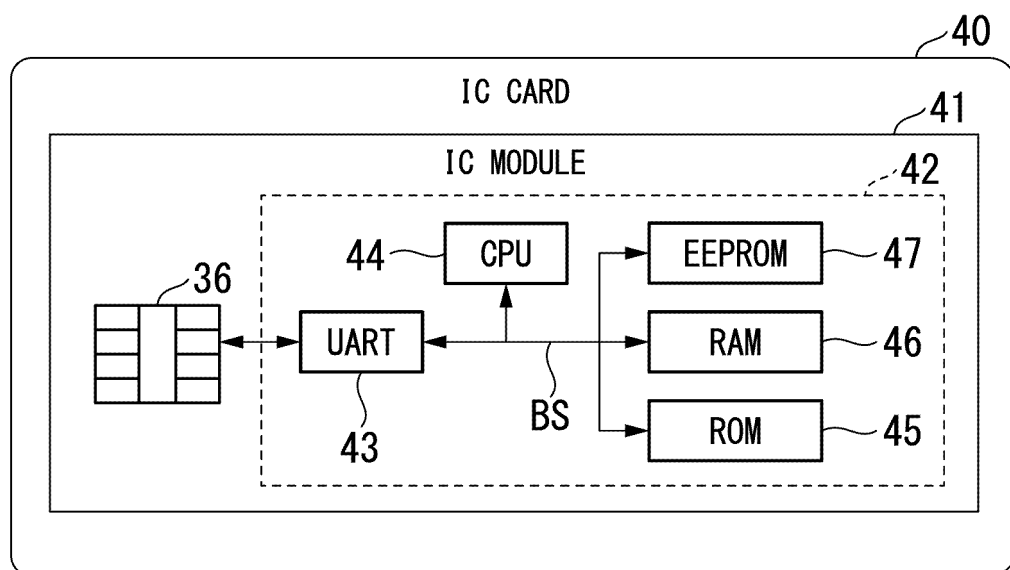 40
IC CARD
41
IC MODULE
42
44
CPU
EEPROM
47
36
UART
RAM
46
BS
43
ROM
45